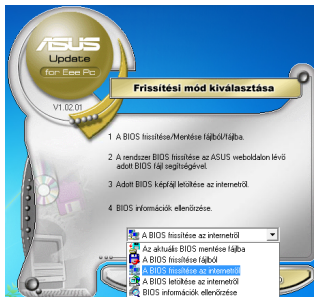 ASUS
Update
for Eee Pc
V1.02.01
Frissítési mód kiválasztása
1 A BIOS frissítése/Mentése fájlból/fájlba.
2 A rendszer BIOS frissítése az ASUS weboldalon lévő
adott BIOS fájl segítségével.
3 Adott BIOS képfájl letöltése az internetről.
4 BIOS információk ellenőrzése.
A BIOS frissítése az internetről
Az aktuális BIOS mentése fájlba
A BIOS frissítése fájlból
A BIOS frissítése az internetről
A BIOS letöltése az internetről
BIOS információk ellenőrzése